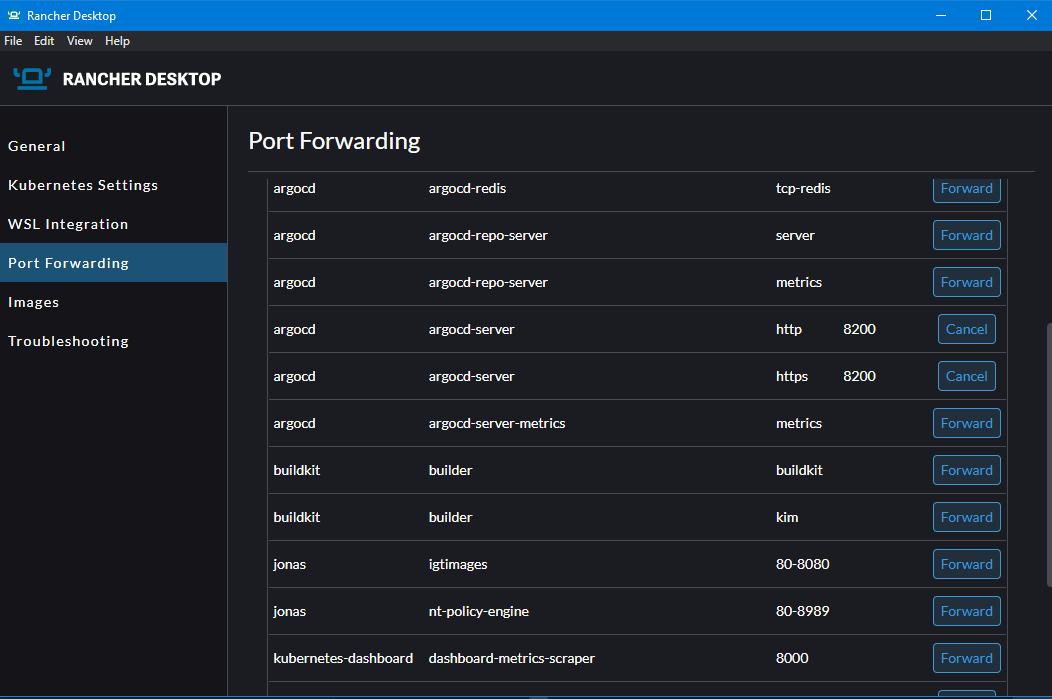 Rancher Desktop
File Edit View Help
RANCHER DESKTOP
General
Kubernetes Settings
WSL Integration
Port Forwarding
Images
Troubleshooting
Port Forwarding
argocd argocd-redis tcp-redis Forward
argocd argocd-repo-server server Forward
argocd argocd-repo-server metrics Forward
argocd argocd-server http 8200 Cancel
argocd argocd-server https 8200 Cancel
argocd argocd-server-metrics metrics Forward
buildkit builder buildkit Forward
buildkit builder kim Forward
jonas igtimages 80-8080 Forward
jonas nt-policy-engine 80-8989 Forward
kubernetes-dashboard dashboard-metrics-scraper 8000 Forward